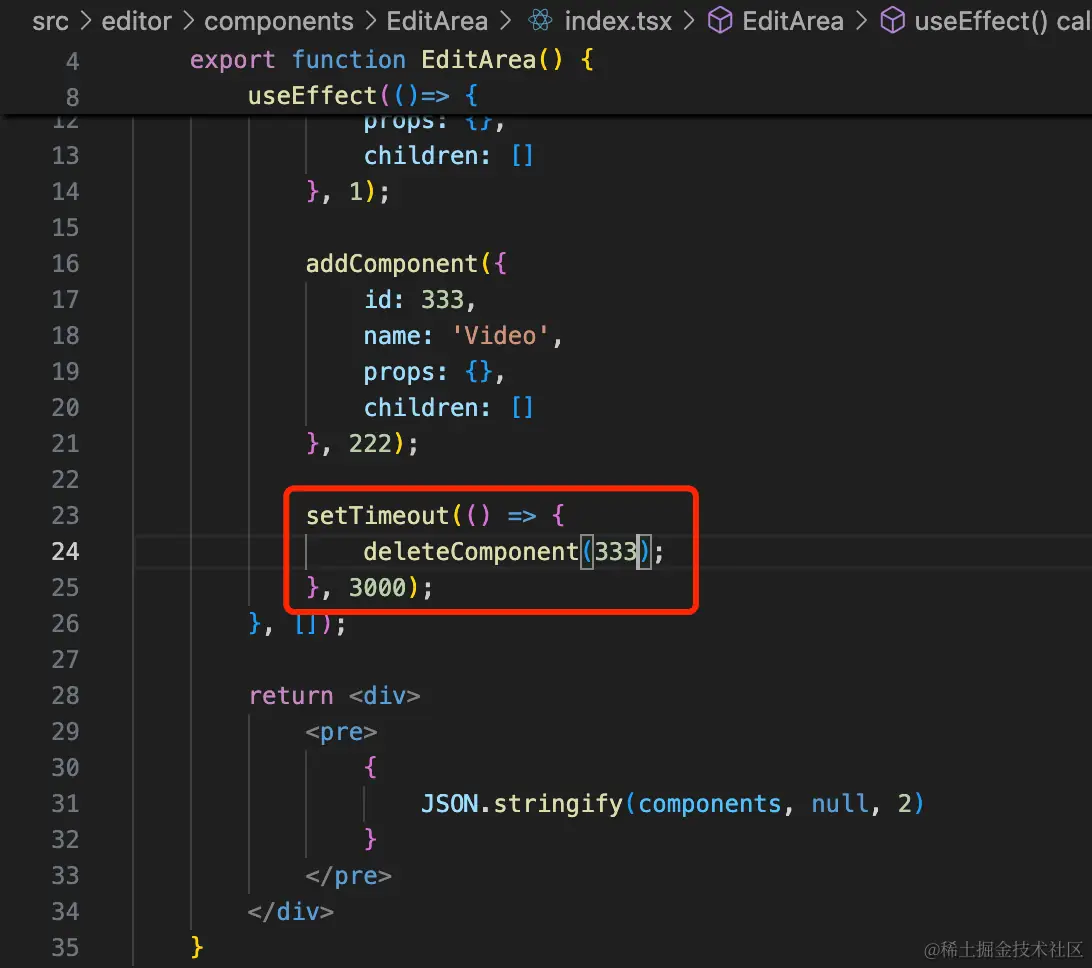 src > editor > components > EditArea > index.tsx > EditArea > useEffect() cal
4 export function EditArea() {
8 useEffect(()=> {
12 props: {},
13 children: []
14 }, 1);
15
16 addComponent({
17 id: 333,
18 name: 'Video',
19 props: {},
20 children: []
21 }, 222);
22
23 setTimeout(() => {
24 deleteComponent(333);
25 }, 3000);
26 }, []);
27
28 return <div>
29 <pre>
30 {
31 JSON.stringify(components, null, 2)
32 }
33 </pre>
34 </div>
35 }
@稀土掘金技术社区